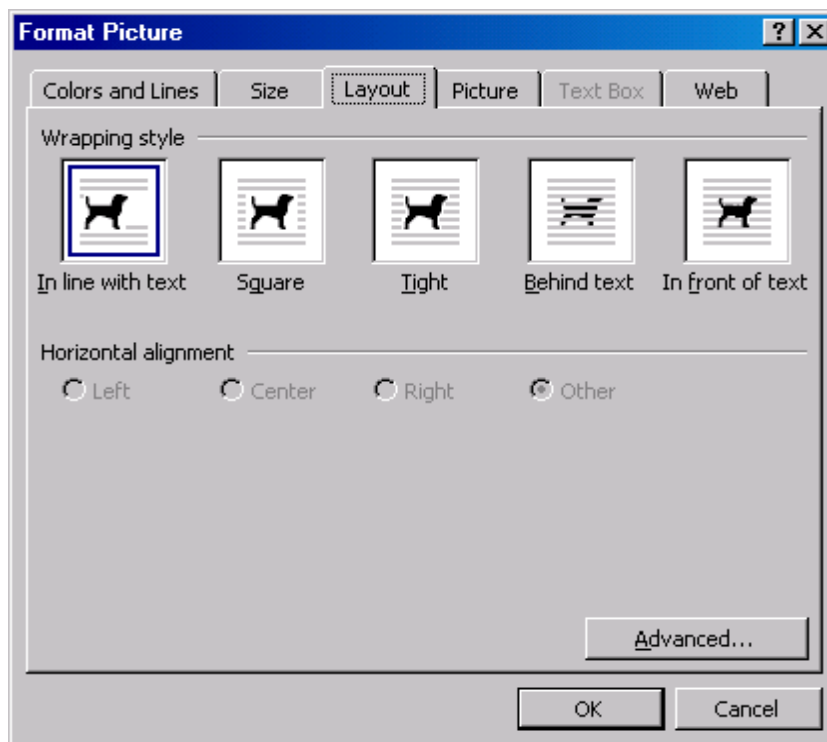 Format Picture
Colors and Lines Size Layout Picture Text Box Web
Wrapping style
In line with text Square Tight Behind text In front of text
Horizontal alignment
Left Center Right Other
Advanced...
OK Cancel